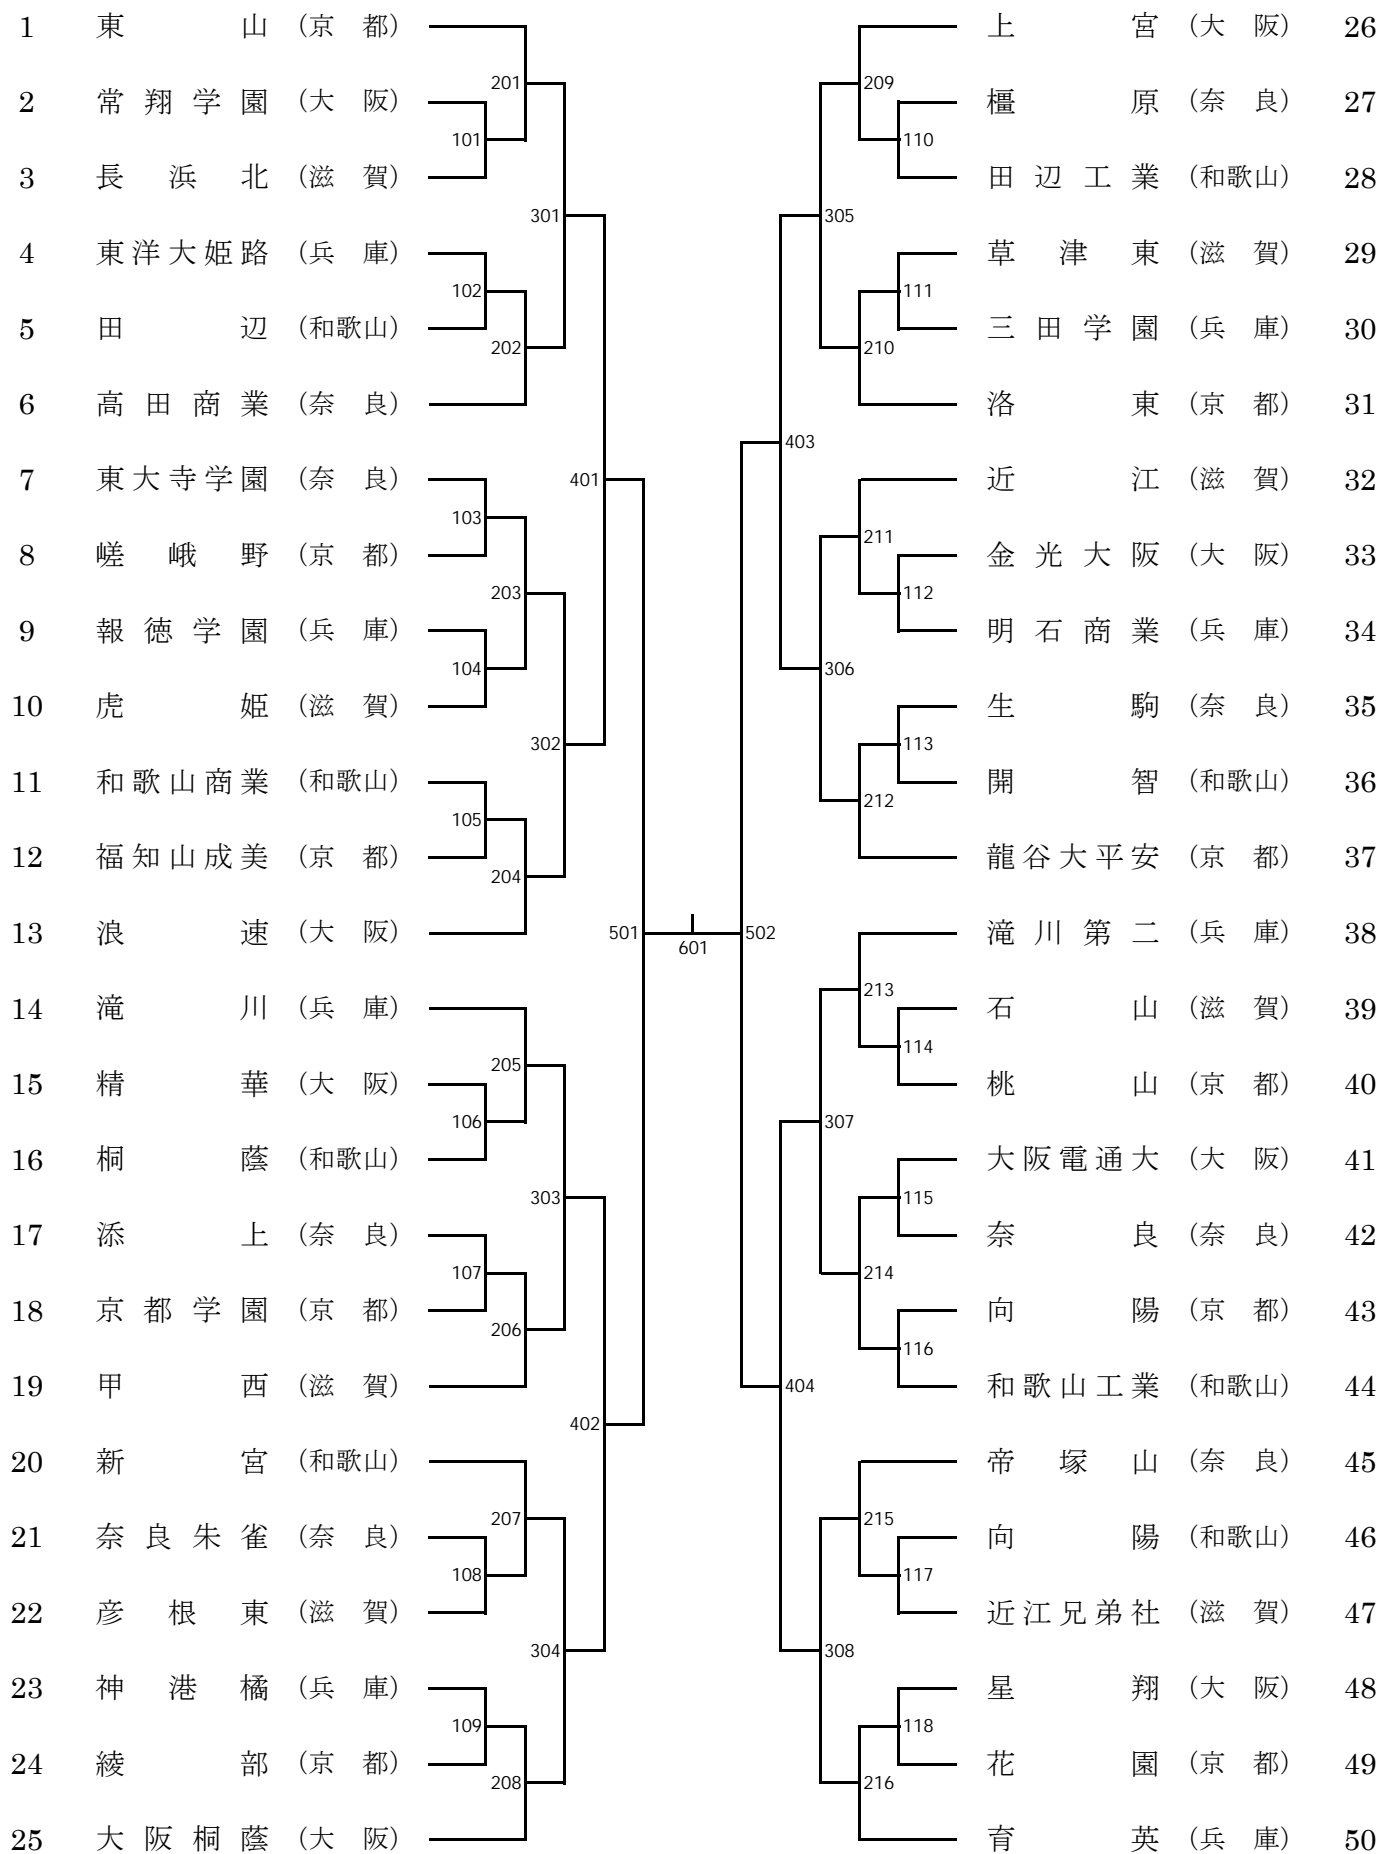 1 東山 (京都)
2 常翔学園 (大阪)
3 長浜北 (滋賀)
4 東洋大姫路 (兵庫)
5 田辺 (和歌山)
6 高田商業 (奈良)
7 東大寺学園 (奈良)
8 嵯峨野 (京都)
9 報徳学園 (兵庫)
10 虎姫 (滋賀)
11 和歌山商業 (和歌山)
12 福知山成美 (京都)
13 浪速 (大阪)
14 滝川 (兵庫)
15 精華 (大阪)
16 桐蔭 (和歌山)
17 添上 (奈良)
18 京都学園 (京都)
19 甲西 (滋賀)
20 新宮 (和歌山)
21 奈良朱雀 (奈良)
22 彦根東 (滋賀)
23 神港橘 (兵庫)
24 綾部 (京都)
25 大阪桐蔭 (大阪)
101
102
103
104
105
106
107
108
109
201
202
203
204
205
206
207
208
301
302
303
304
401
402
501
601
502
403
404
305
306
307
308
209
210
211
212
213
214
215
216
110
111
112
113
114
115
116
117
118
上宮 (大阪) 26
橿原 (奈良) 27
田辺工業 (和歌山) 28
草津東 (滋賀) 29
三田学園 (兵庫) 30
洛東 (京都) 31
近江 (滋賀) 32
金光大阪 (大阪) 33
明石商業 (兵庫) 34
生駒 (奈良) 35
開智 (和歌山) 36
龍谷大平安 (京都) 37
滝川第二 (兵庫) 38
石山 (滋賀) 39
桃山 (京都) 40
大阪電通大 (大阪) 41
奈良 (奈良) 42
向陽 (京都) 43
和歌山工業 (和歌山) 44
帝塚山 (奈良) 45
向陽 (和歌山) 46
近江兄弟社 (滋賀) 47
星翔 (大阪) 48
花園 (京都) 49
育英 (兵庫) 50